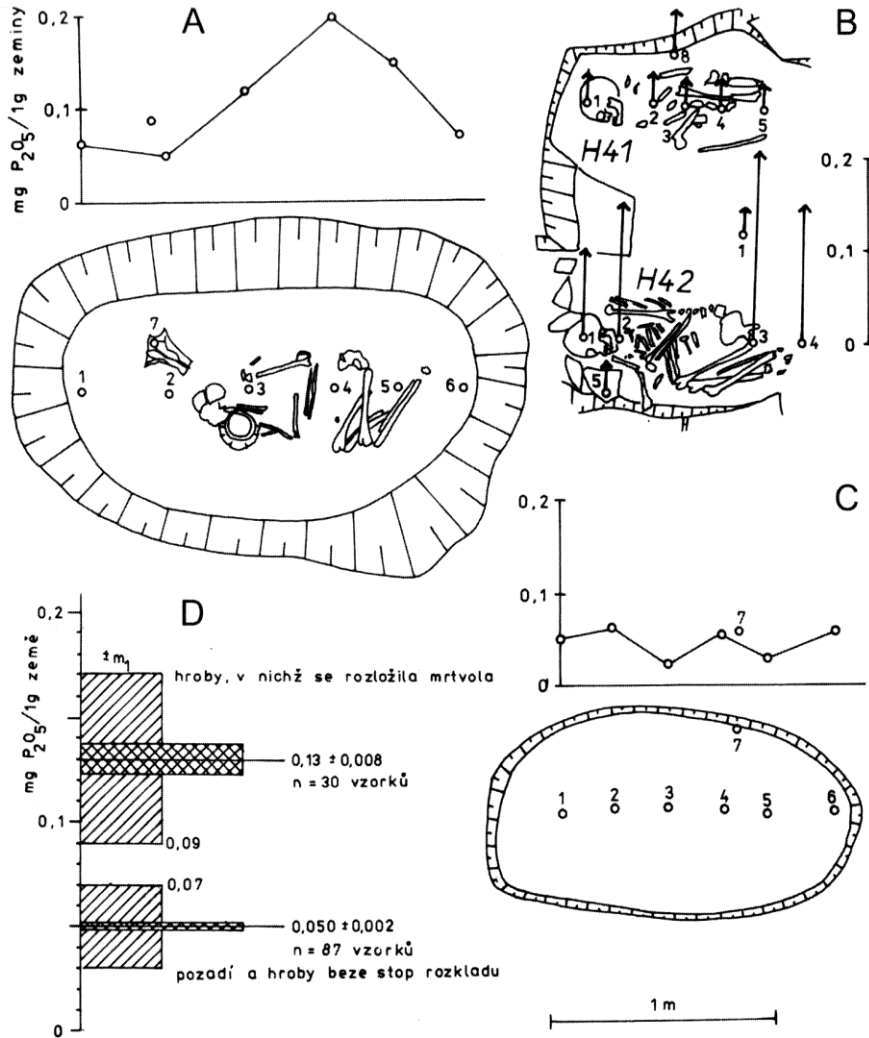 A
mg P2O5/1g zeminy
0,2
0,1
0
7
1
2
3
4
5
6
B
8
1
2
3
4
5
H41
0,2
0,1
0
1
H42
1
2
3
4
5
H
C
0,2
0,1
0
7
7
1
2
3
4
5
6
1 m
D
mg P2O5/1g země
0,2
0,1
0
±m1
hroby, v nichž se rozložila mrtvola
0,13 ±0,008
n = 30 vzorků
0,09
0,07
0,050 ±0,002
n = 87 vzorků
pozadí a hroby beze stop rozkladu